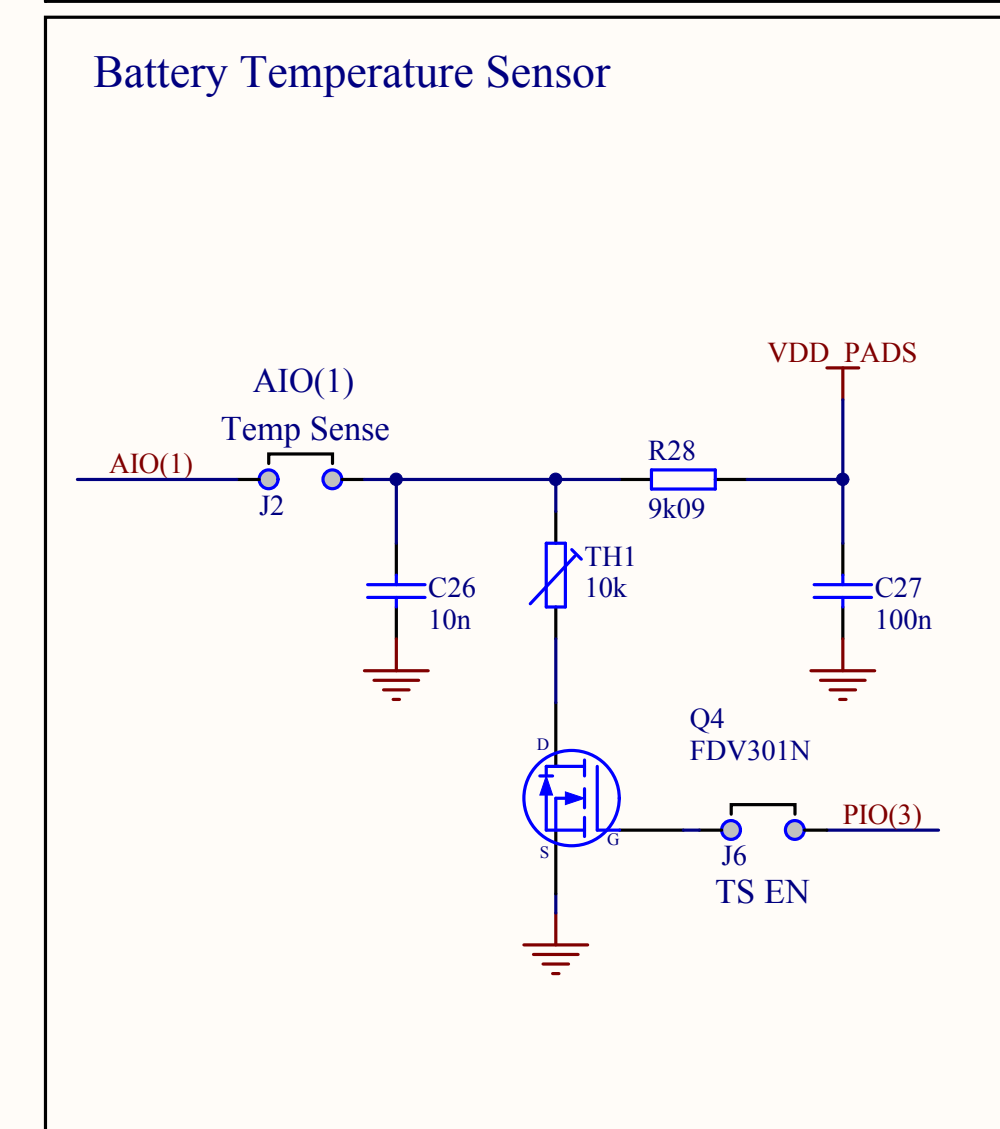 Battery Temperature Sensor
VDD_PADS
AIO(1)
Temp Sense
AIO(1)
J2
R28
9k09
TH1
10k
C26
10n
C27
100n
Q4
FDV301N
D
S
G
PIO(3)
J6
TS EN